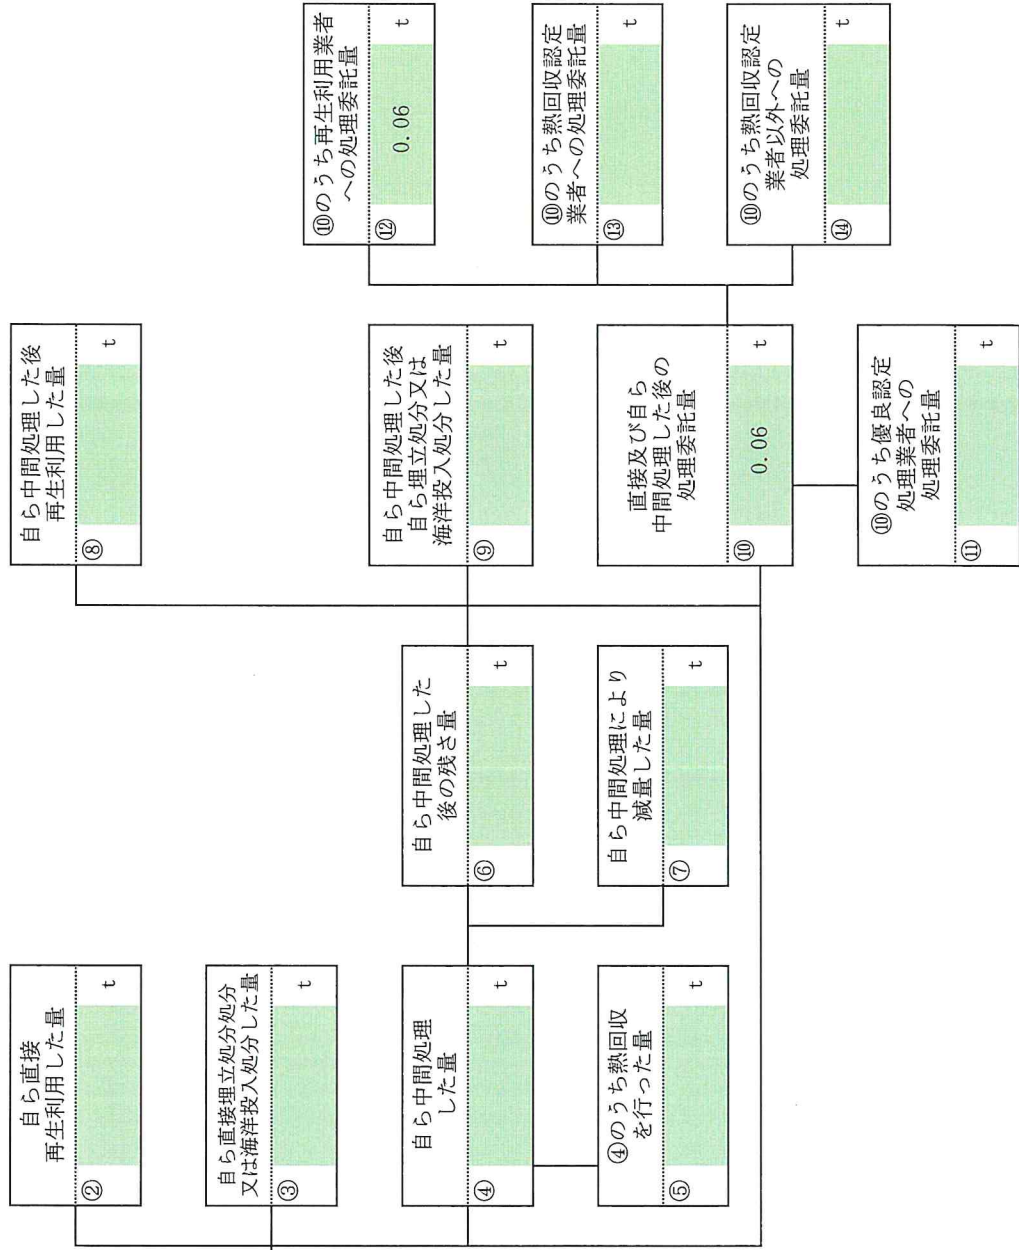 自ら直接
再生利用した量
② t
自ら直接埋立処分処分
又は海洋投入処分した量
③ t
自ら中間処理
した量
④ t
④のうち熱回収
を行った量
⑤ t
自ら中間処理した
後の残さ量
⑥ t
自ら中間処理により
減量した量
⑦ t
自ら中間処理した後
再生利用した量
⑧ t
自ら中間処理した後
自ら埋立処分又は
海洋投入処分した量
⑨ t
直接及び自ら
中間処理した後の
処理委託量
⑩ 0.06 t
⑩のうち優良認定
処理業者への
処理委託量
⑪ t
⑩のうち再生利用業者
への処理委託量
⑫ 0.06 t
⑩のうち熱回収認定
業者への処理委託量
⑬ t
⑩のうち熱回収認定
業者以外への
処理委託量
⑭ t